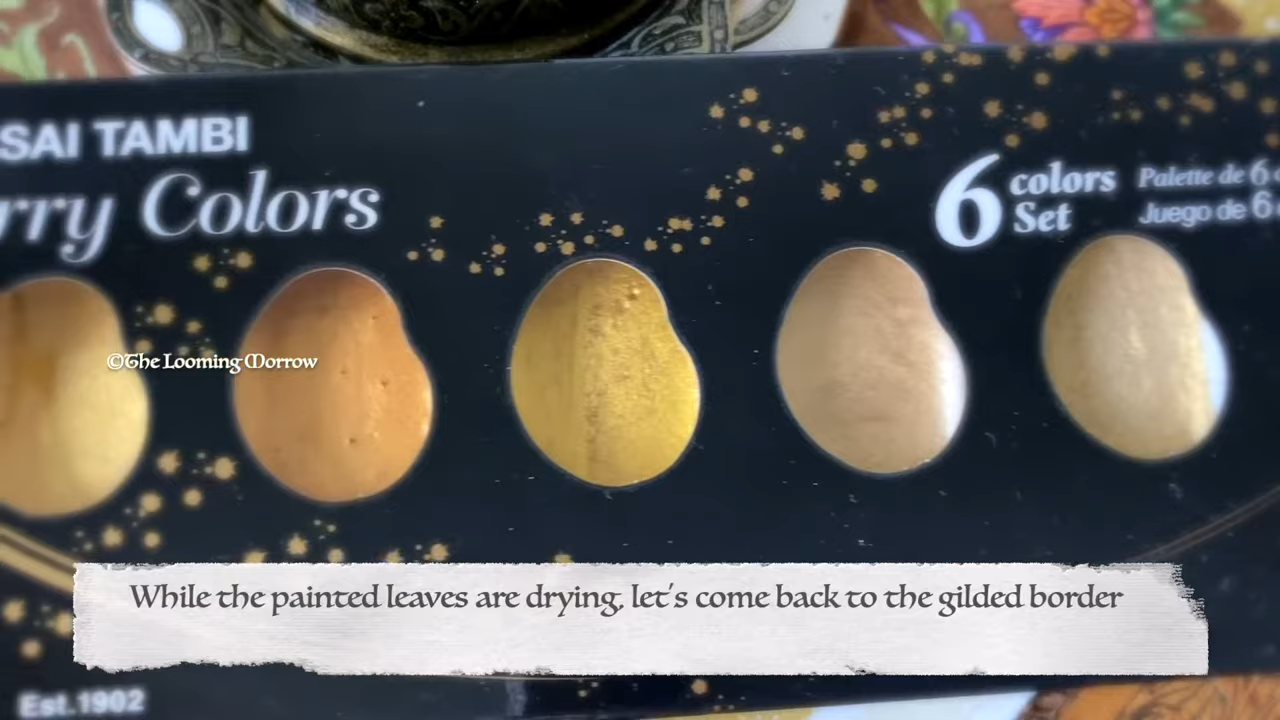 SAI TAMBI
rry Colors
6 colors Set
Palette de 6
Juego de 6
©The Looming Morrow
While the painted leaves are drying, let's come back to the gilded border
Est.1902